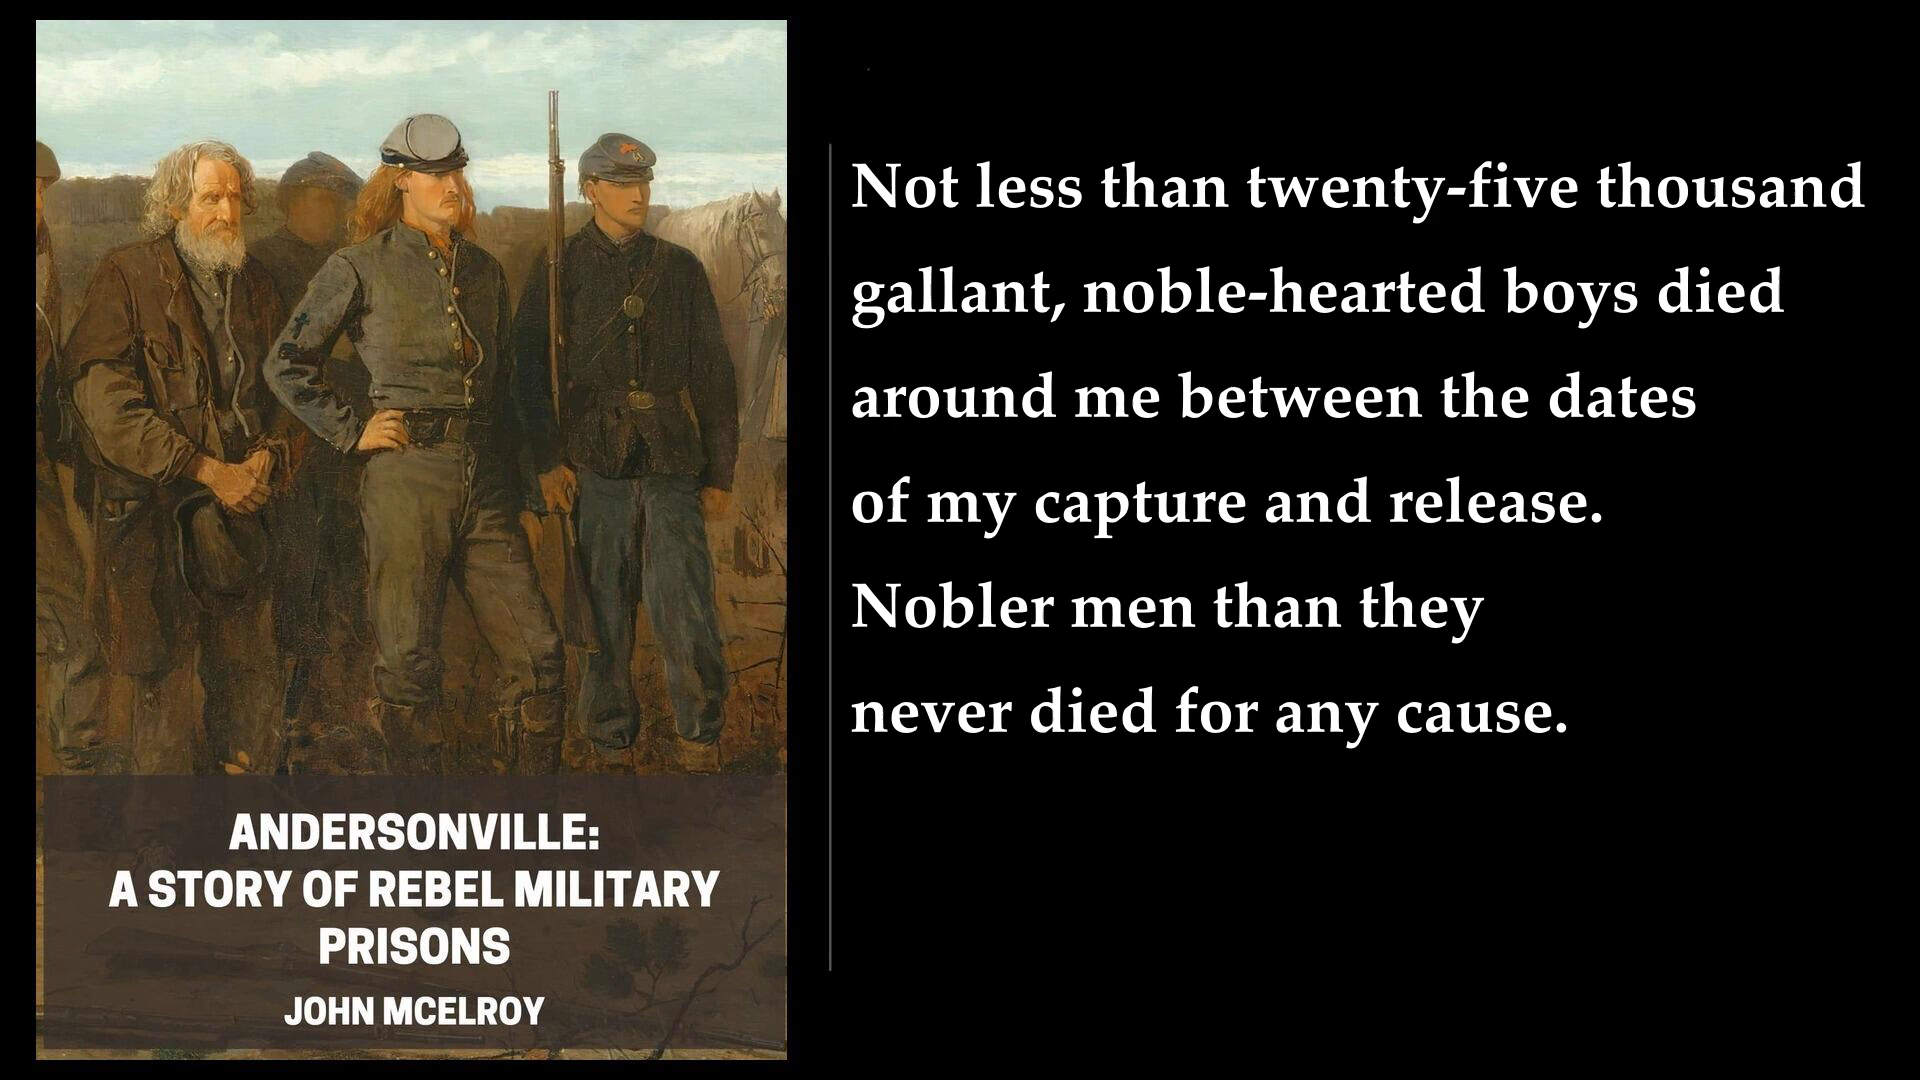 ANDERSONVILLE:
A STORY OF REBEL MILITARY
PRISONS
JOHN MCELROY
Not less than twenty-five thousand
gallant, noble-hearted boys died
around me between the dates
of my capture and release.
Nobler men than they
never died for any cause.